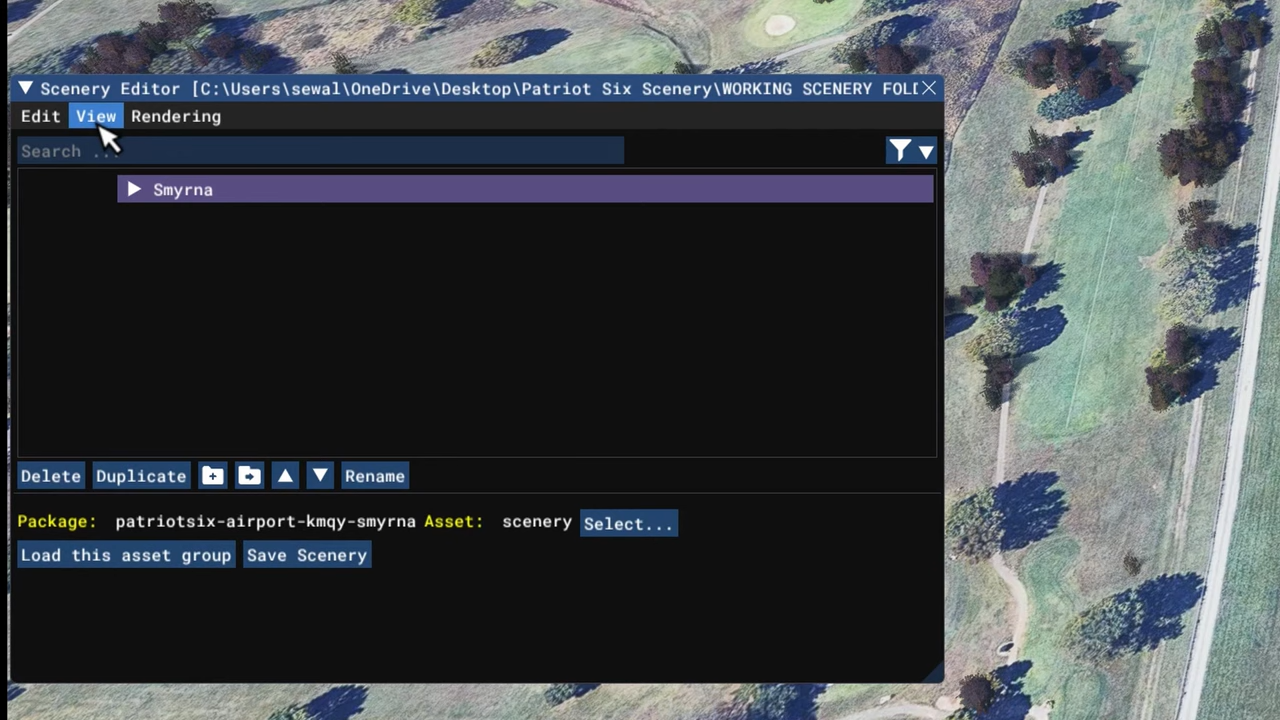 Scenery Editor [C:\Users\sewal\OneDrive\Desktop\Patriot Six Scenery\WORKING SCENERY FOL
Edit View Rendering
Search ...
Smyrna
Delete Duplicate Rename
Package: patriotsix-airport-kmqy-smyrna Asset: scenery Select...
Load this asset group Save Scenery